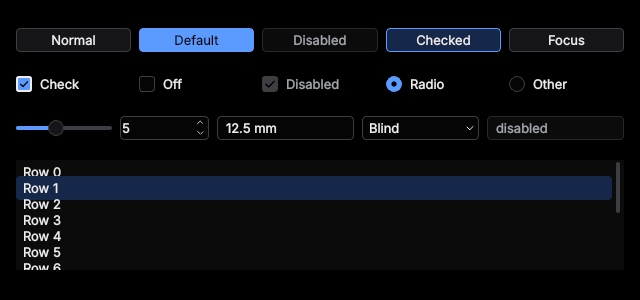 Normal Default Disabled Checked Focus
Check Off Disabled Radio Other
5 12.5 mm Blind disabled
Row 0
Row 1
Row 2
Row 3
Row 4
Row 5
Row 6